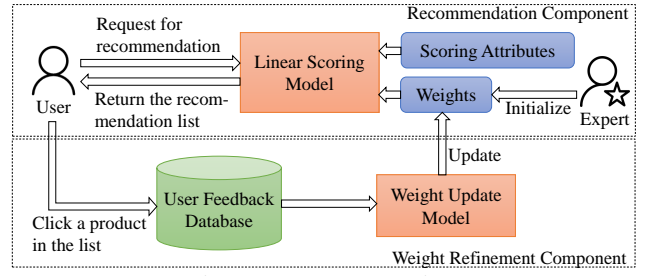 Recommendation Component
Request for
recommendation
Linear Scoring
Model
Scoring Attributes
Weights
User
Return the recom-
mendation list
Initialize
Expert
Update
Click a product
in the list
User Feedback
Database
Weight Update
Model
Weight Refinement Component